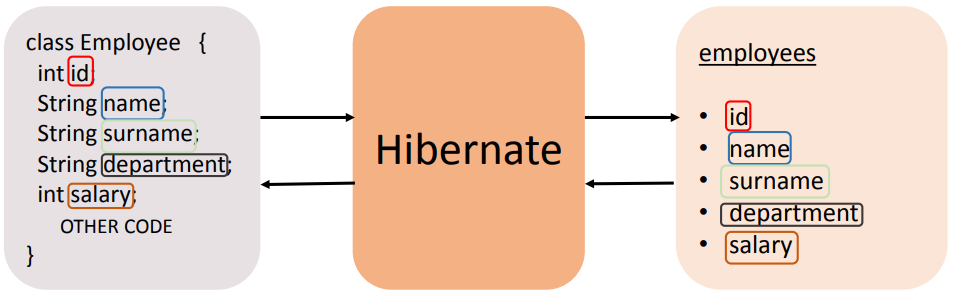 class Employee {
int id;
String name;
String surname;
String department;
int salary;
OTHER CODE
}
Hibernate
employees
• id
• name
• surname
• department
• salary